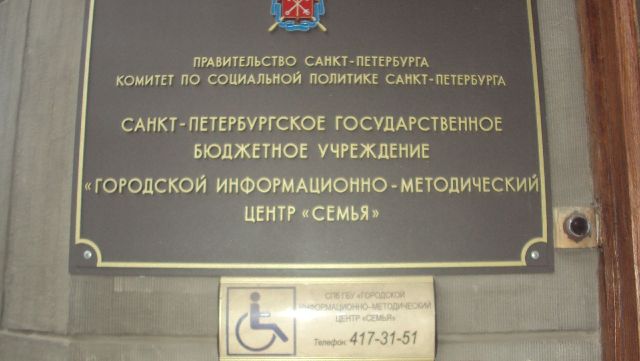 ПРАВИТЕЛЬСТВО САНКТ-ПЕТЕРБУРГА
КОМИТЕТ ПО СОЦИАЛЬНОЙ ПОЛИТИКЕ САНКТ-ПЕТЕРБУРГА
САНКТ-ПЕТЕРБУРГСКОЕ ГОСУДАРСТВЕННОЕ
БЮДЖЕТНОЕ УЧРЕЖДЕНИЕ
«ГОРОДСКОЙ ИНФОРМАЦИОННО-МЕТОДИЧЕСКИЙ
ЦЕНТР «СЕМЬЯ»
СПб ГБУ «ГОРОДСКОЙ
ИНФОРМАЦИОННО-МЕТОДИЧЕСКИЙ
ЦЕНТР «СЕМЬЯ»
Телефон: 417-31-51